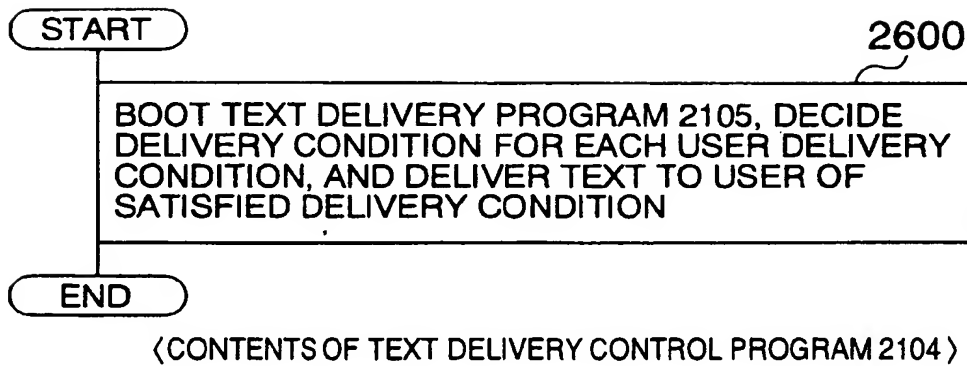 START
2600
BOOT TEXT DELIVERY PROGRAM 2105, DECIDE
DELIVERY CONDITION FOR EACH USER DELIVERY
CONDITION, AND DELIVER TEXT TO USER OF
SATISFIED DELIVERY CONDITION
END
〈CONTENTS OF TEXT DELIVERY CONTROL PROGRAM 2104〉